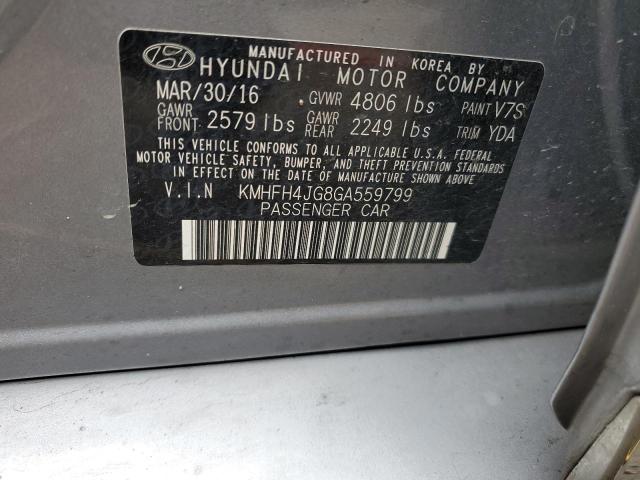 MANUFACTURED IN KOREA BY
HYUNDAI MOTOR COMPANY
MAR/30/16 GVWR 4806 lbs PAINT V7S
GAWR FRONT 2579 lbs GAWR REAR 2249 lbs TRIM YDA
THIS VEHICLE CONFORMS TO ALL APPLICABLE U.S.A. FEDERAL
MOTOR VEHICLE SAFETY, BUMPER, AND THEFT PREVENTION STANDARDS
IN EFFECT ON THE DATE OF MANUFACTURE SHOWN ABOVE
V.I.N KMHFH4JG8GA559799
PASSENGER CAR